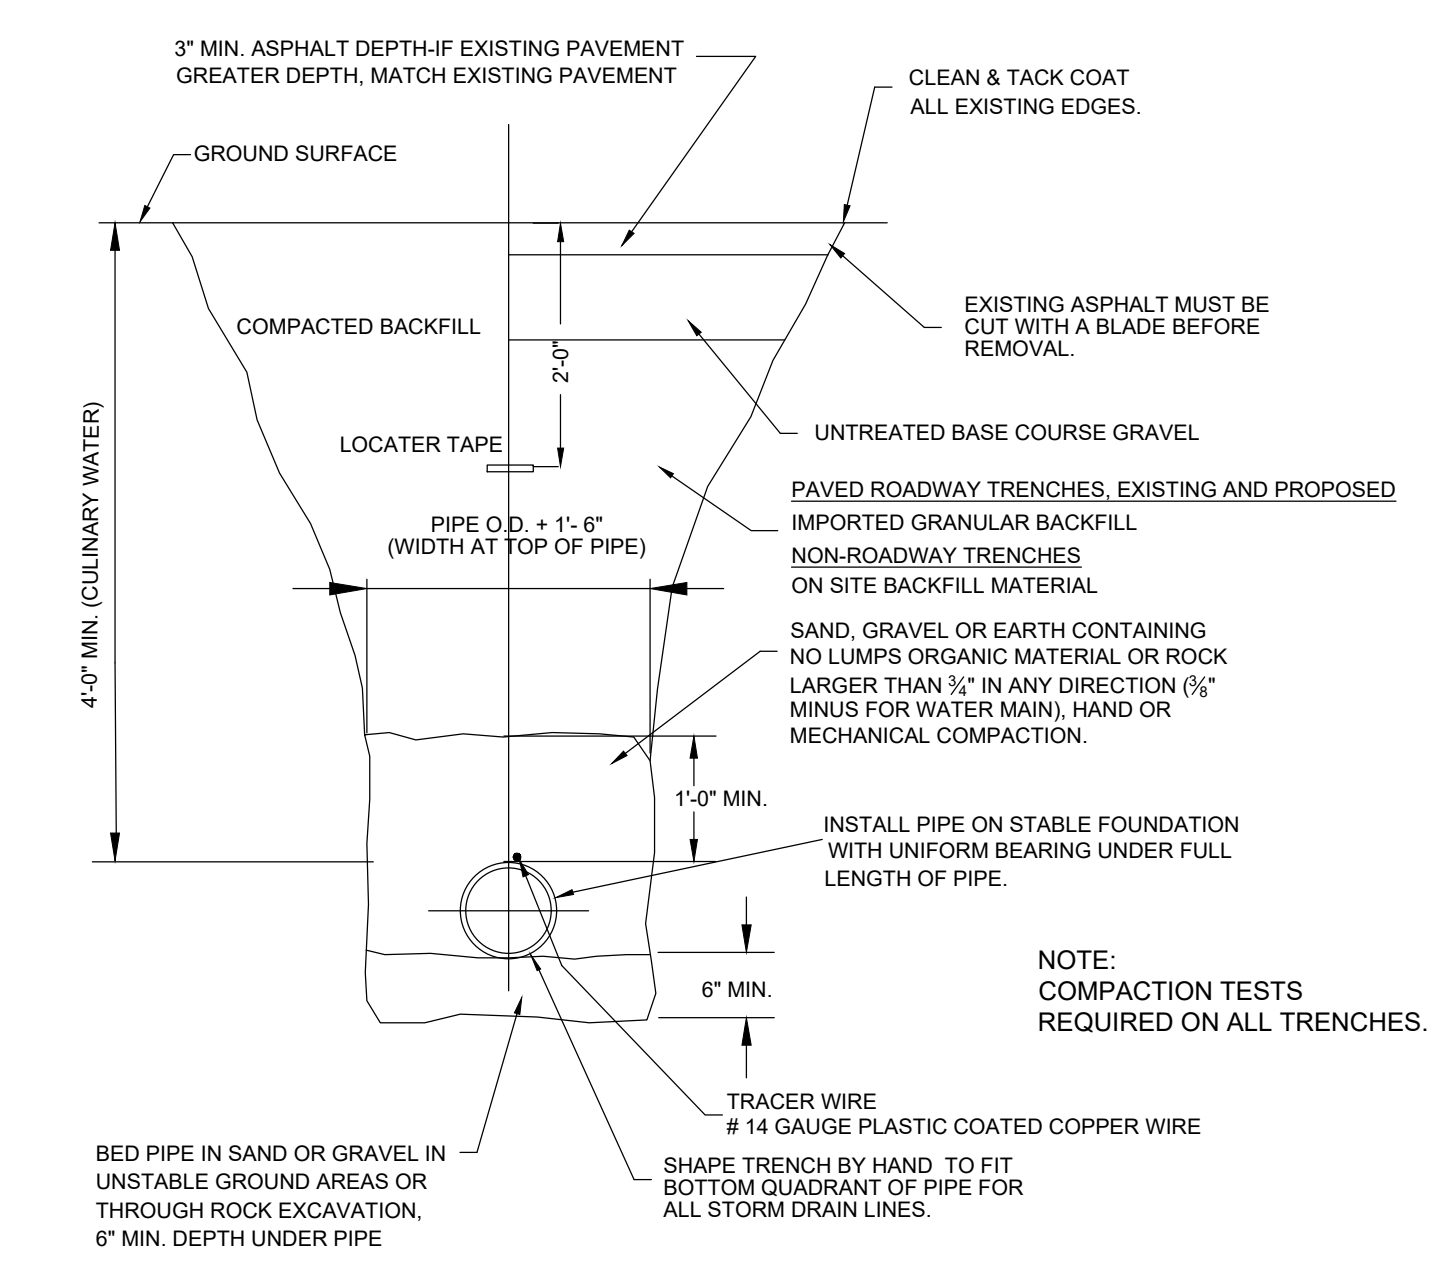 3" MIN. ASPHALT DEPTH-IF EXISTING PAVEMENT
GREATER DEPTH, MATCH EXISTING PAVEMENT
CLEAN & TACK COAT
ALL EXISTING EDGES.
GROUND SURFACE
EXISTING ASPHALT MUST BE
CUT WITH A BLADE BEFORE
REMOVAL.
COMPACTED BACKFILL
2'-0"
4'-0" MIN. (CULINARY WATER)
LOCATER TAPE
UNTREATED BASE COURSE GRAVEL
PAVED ROADWAY TRENCHES, EXISTING AND PROPOSED
IMPORTED GRANULAR BACKFILL
NON-ROADWAY TRENCHES
ON SITE BACKFILL MATERIAL
PIPE O.D. + 1'- 6"
(WIDTH AT TOP OF PIPE)
SAND, GRAVEL OR EARTH CONTAINING
NO LUMPS ORGANIC MATERIAL OR ROCK
LARGER THAN 3⁄4" IN ANY DIRECTION (3⁄8"
MINUS FOR WATER MAIN), HAND OR
MECHANICAL COMPACTION.
1'-0" MIN.
INSTALL PIPE ON STABLE FOUNDATION
WITH UNIFORM BEARING UNDER FULL
LENGTH OF PIPE.
6" MIN.
NOTE:
COMPACTION TESTS
REQUIRED ON ALL TRENCHES.
TRACER WIRE
# 14 GAUGE PLASTIC COATED COPPER WIRE
BED PIPE IN SAND OR GRAVEL IN
UNSTABLE GROUND AREAS OR
THROUGH ROCK EXCAVATION,
6" MIN. DEPTH UNDER PIPE
SHAPE TRENCH BY HAND TO FIT
BOTTOM QUADRANT OF PIPE FOR
ALL STORM DRAIN LINES.